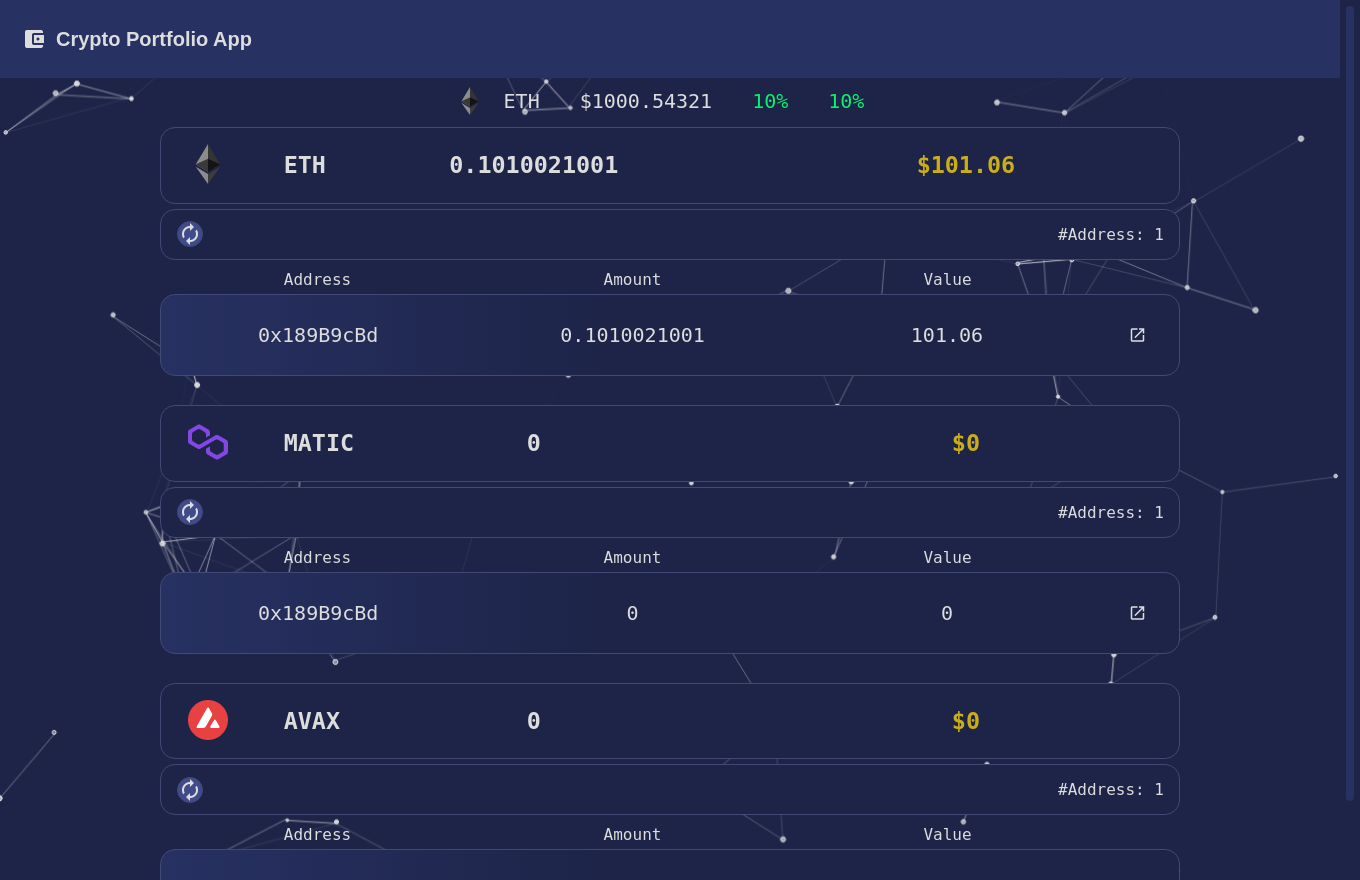 Crypto Portfolio App
ETH $1000.54321 10% 10%
ETH 0.1010021001 $101.06
#Address: 1
Address Amount Value
0x189B9cBd 0.1010021001 101.06
MATIC 0 $0
#Address: 1
Address Amount Value
0x189B9cBd 0 0
AVAX 0 $0
#Address: 1
Address Amount Value